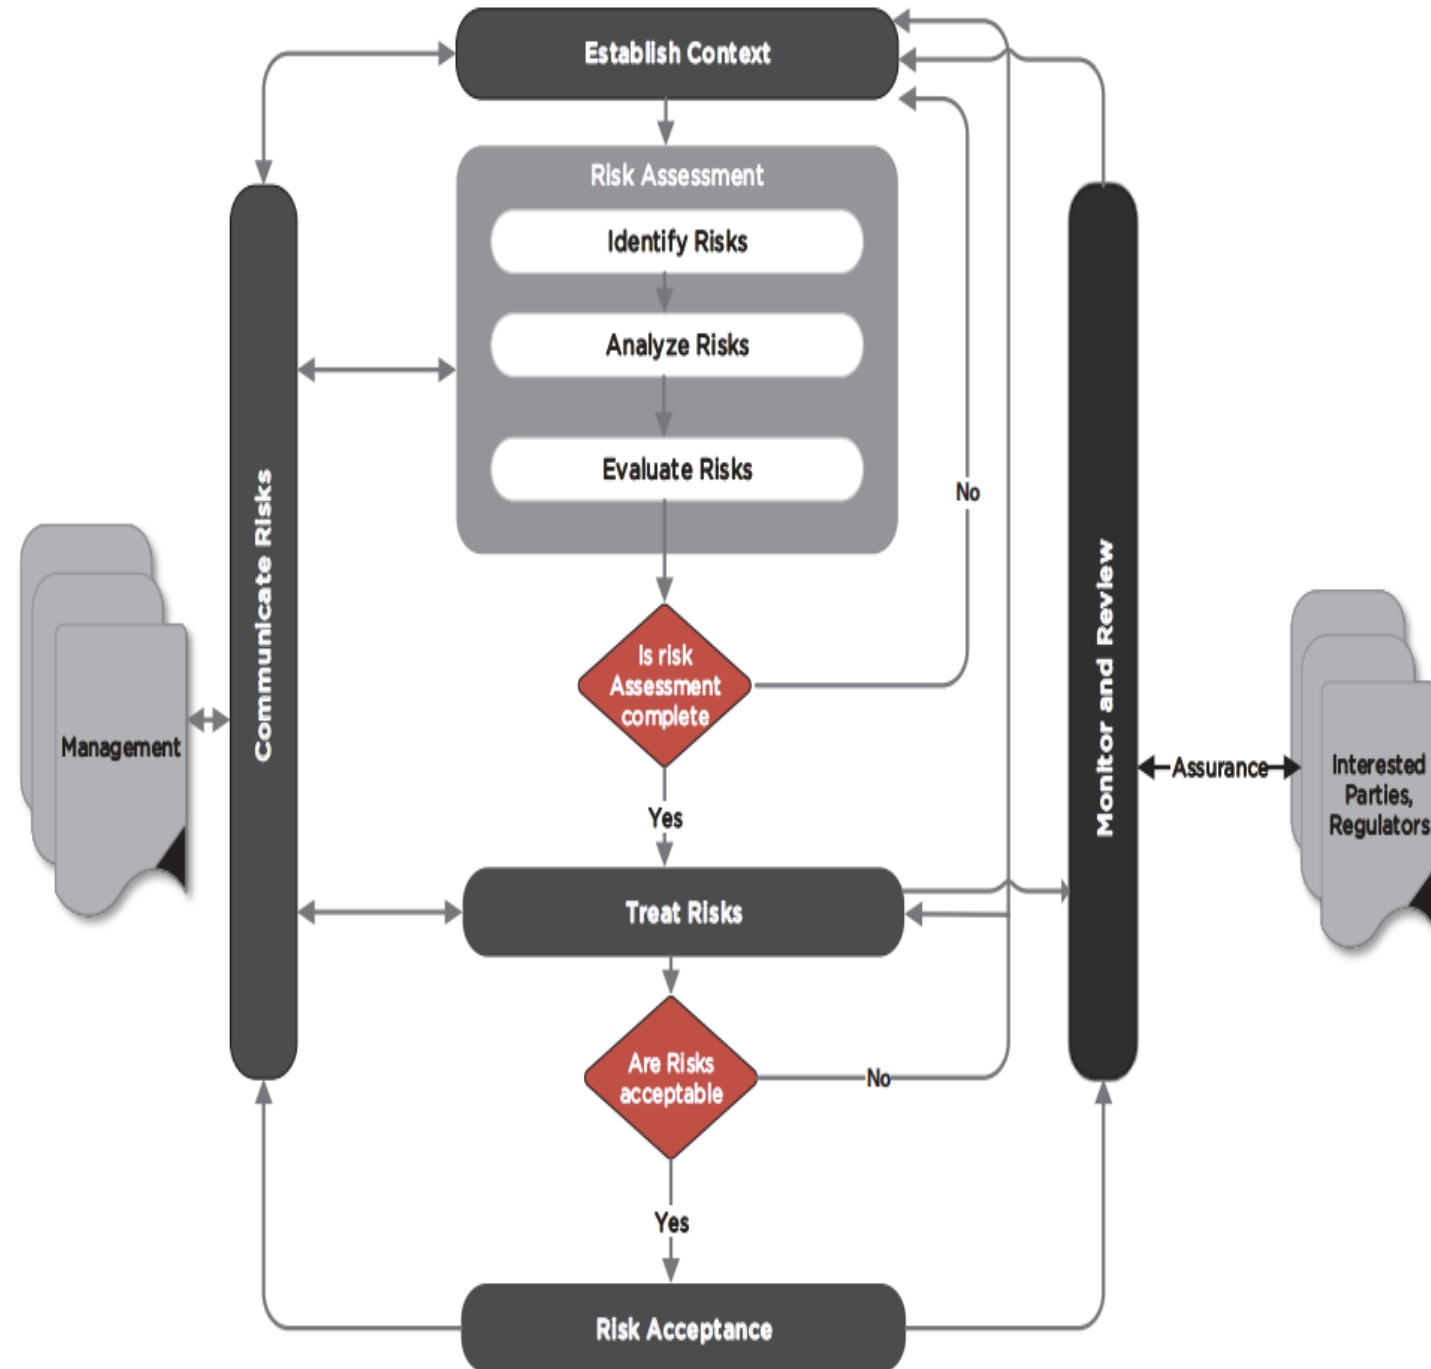 Establish Context
Risk Assessment
Identify Risks
Analyze Risks
Evaluate Risks
No
Communicate Risks
Is risk
Assessment
complete
Monitor and Review
Management
Assurance
Interested
Parties,
Regulators
Yes
Treat Risks
Are Risks
acceptable
No
Yes
Risk Acceptance